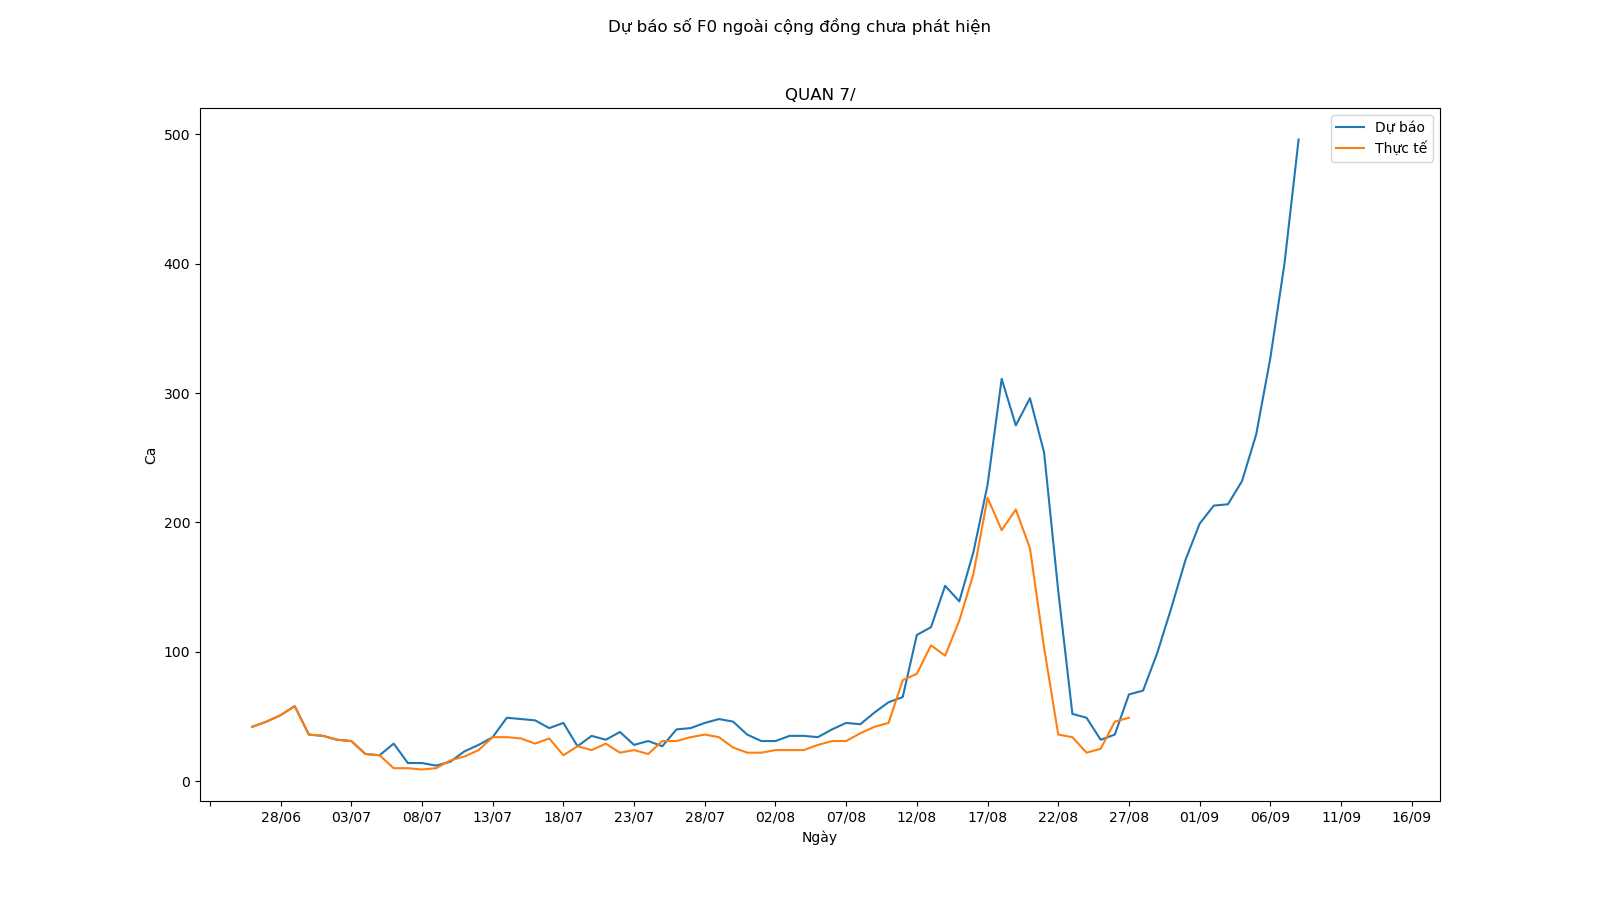 Dự báo số F0 ngoài cộng đồng chưa phát hiện
QUAN 7/
Dự báo
Thực tế
500
400
300
200
100
0
Ca
28/06 03/07 08/07 13/07 18/07 23/07 28/07 02/08 07/08 12/08 17/08 22/08 27/08 01/09 06/09 11/09 16/09
Ngày